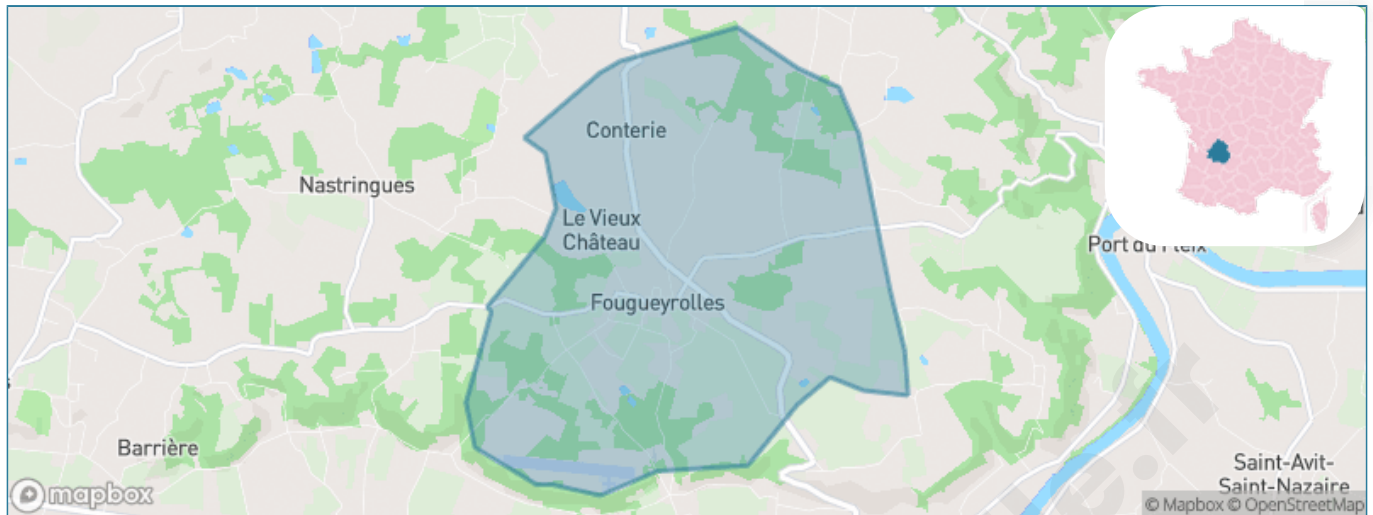 Conterie
Nastringues
Le Vieux
Château
Port du Fleix
Fougueyrolles
Barrière
Saint-Avit-
Saint-Nazaire
mapbox
© Mapbox © OpenStreetMap